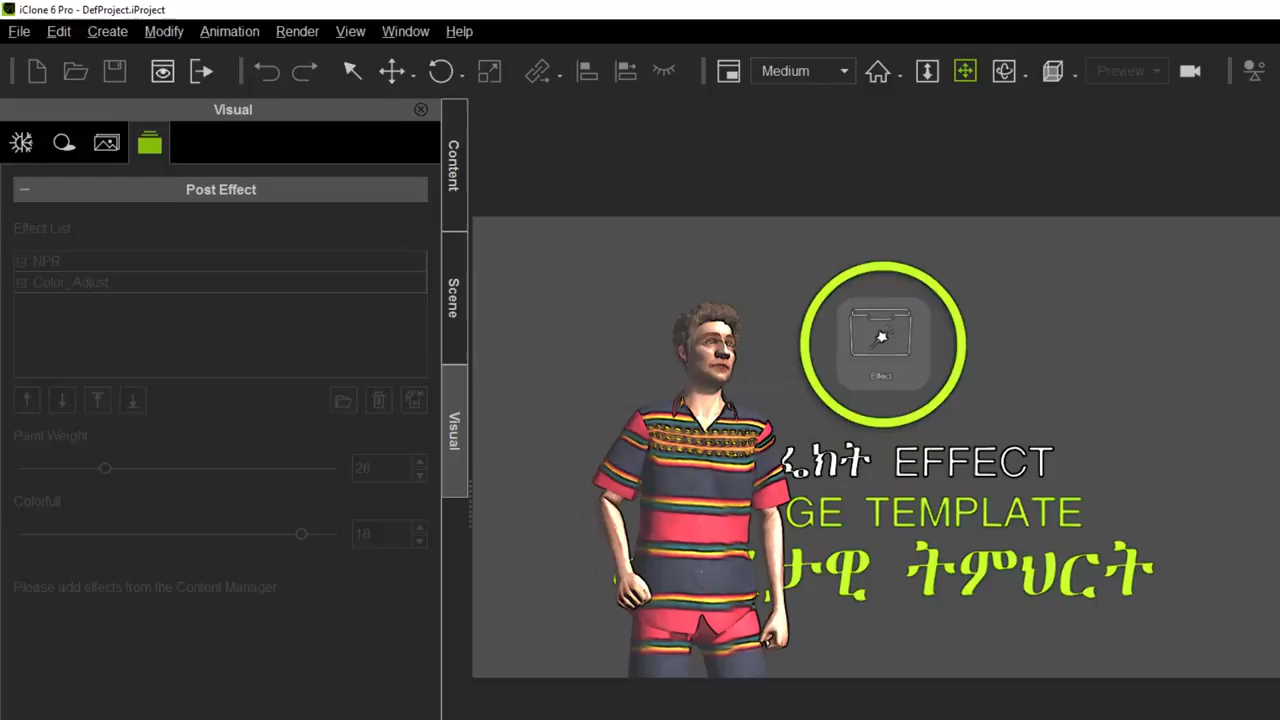 iClone 6 Pro - DefProject.iProject
File Edit Create Modify Animation Render View Window Help
Medium
Preview
Visual
Content
Scene
Visual
Post Effect
Effect List
NPR
Color_Adjust
Paint Weight
26
Colorfull
18
Please add effects from the Content Manager
Effect
ፌክት EFFECT
GE TEMPLATE
ታዊ ትምህርት